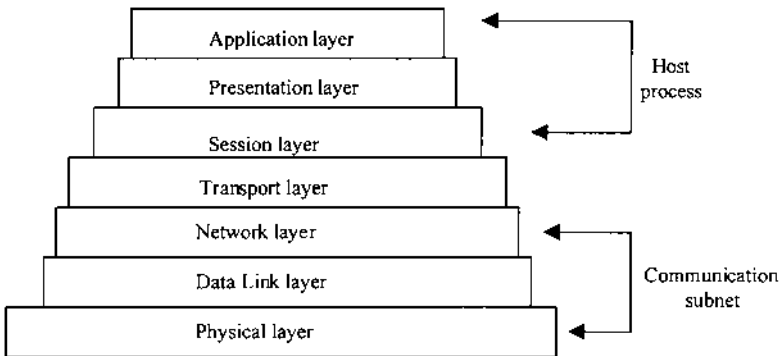 Application layer
Presentation layer
Session layer
Transport layer
Network layer
Data Link layer
Physical layer
Host
process
Communication
subnet